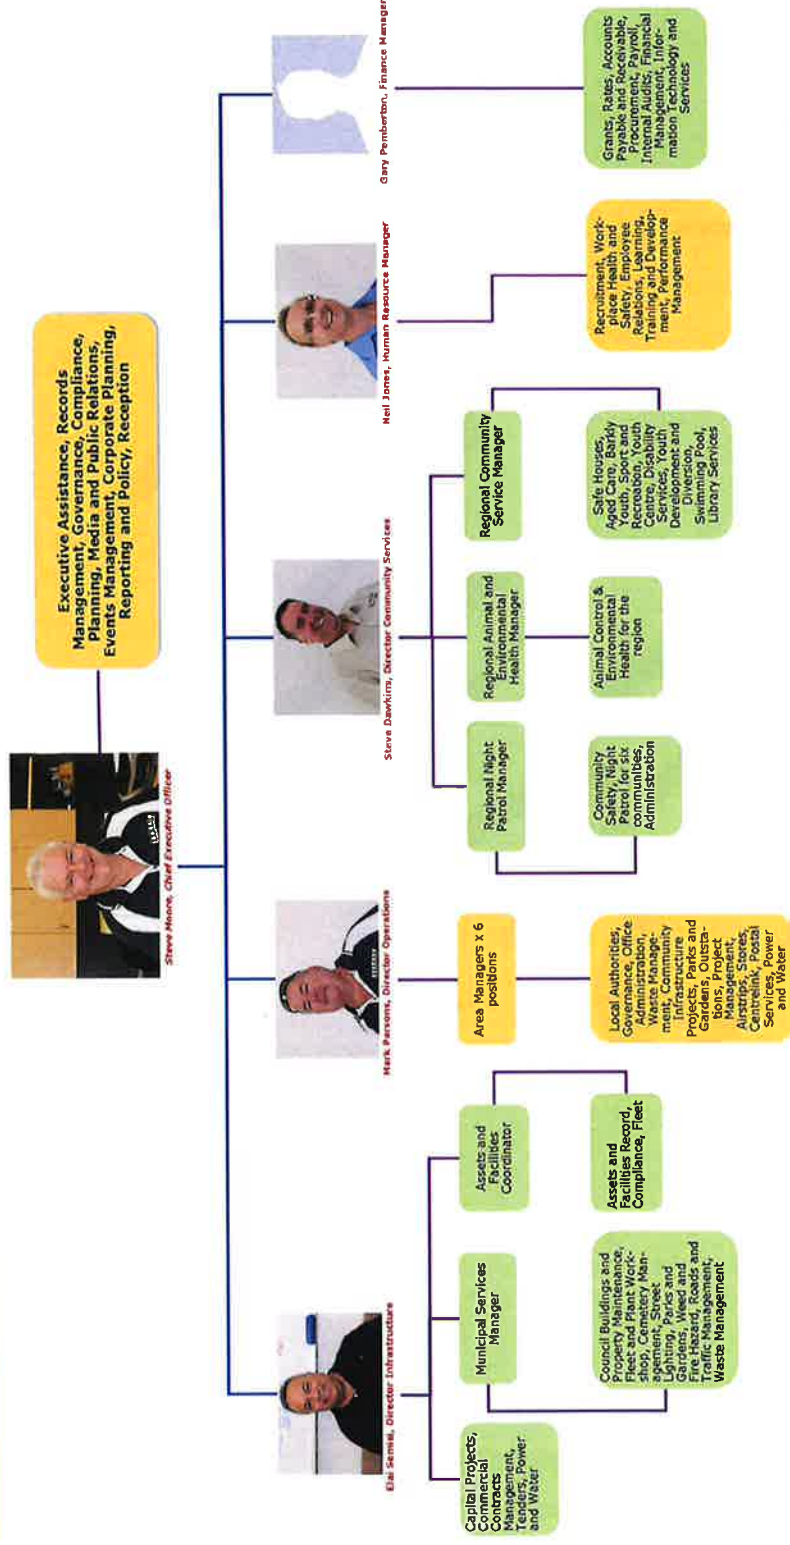 Executive Assistance, Records
Management, Governance, Compliance,
Planning, Media and Public Relations,
Events Management, Corporate Planning,
Reporting and Policy, Reception
Steve Moore, Chief Executive Officer
Elai Semisi, Director Infrastructure
Mark Parsons, Director Operations
Steve Dawkins, Director Community Services
Neil Jones, Human Resource Manager
Gary Pemberton, Finance Manager
Capital Projects,
Commercial
Contracts
Management,
Tenders, Power
and Water
Municipal Services
Manager
Assets and
Facilities
Coordinator
Area Managers x 6
positions
Regional Night
Patrol Manager
Regional Animal and
Environmental
Health Manager
Regional Community
Service Manager
Council Buildings and
Property Maintenance,
Fleet and Plant Work-
shop, Cemetery Man-
agement, Street
Lighting, Parks and
Gardens, Weed and
Fire Hazard, Roads and
Traffic Management,
Waste Management
Assets and
Facilities Record,
Compliance, Fleet
Local Authorities,
Governance, Office
Administration,
Waste Manage-
ment, Community
Infrastructure
Projects, Parks and
Gardens, Outsta-
tions, Project
Management,
Airstrips, Stores,
Centrelink, Postal
Services, Power
and Water
Community
Safety, Night
Patrol for six
communities,
Administration
Animal Control &
Environmental
Health for the
region
Safe Houses,
Aged Care, Barkly
Youth, Sport and
Recreation, Youth
Centre, Disability
Services, Youth
Development and
Diversion,
Swimming Pool,
Library Services
Recruitment, Work-
place Health and
Safety, Employee
Relations, Learning,
Training and Develop-
ment, Performance
Management
Grants, Rates, Accounts
Payable and Receivable,
Procurement, Payroll,
Internal Audits, Financial
Management, Infor-
mation Technology and
Services